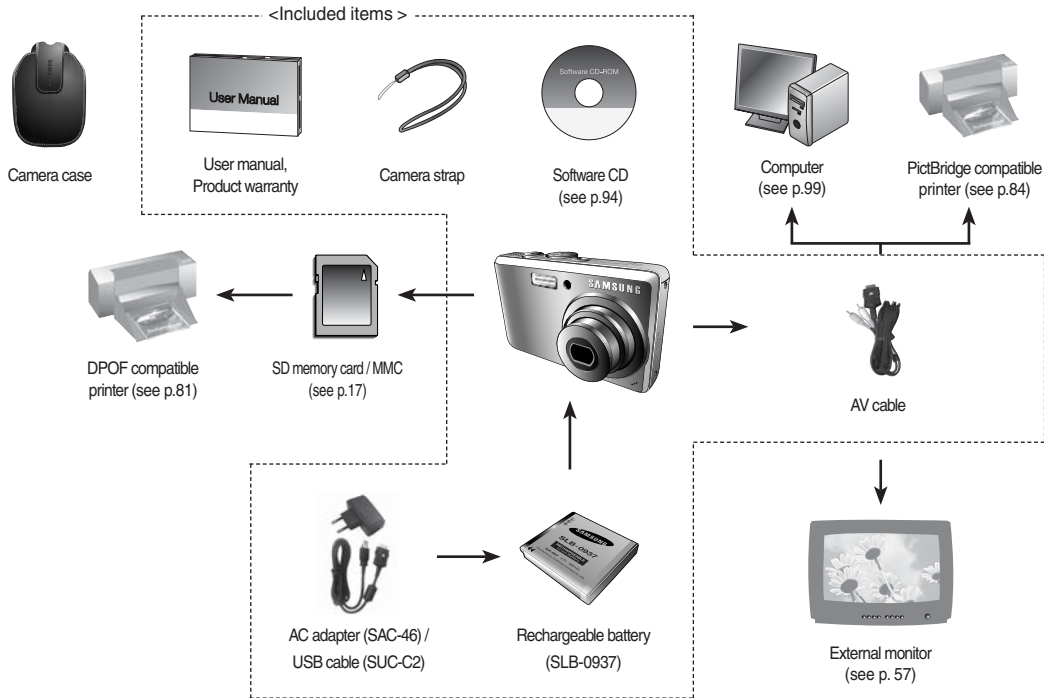 <Included items >
User Manual
Software CD-ROM
Camera case
User manual,
Product warranty
Camera strap
Software CD
(see p.94)
Computer
(see p.99)
PictBridge compatible
printer (see p.84)
SAMSUNG
DPOF compatible
printer (see p.81)
SD memory card / MMC
(see p.17)
AV cable
SAMSUNG
SLB-0937
AC adapter (SAC-46) /
USB cable (SUC-C2)
Rechargeable battery
(SLB-0937)
External monitor
(see p. 57)